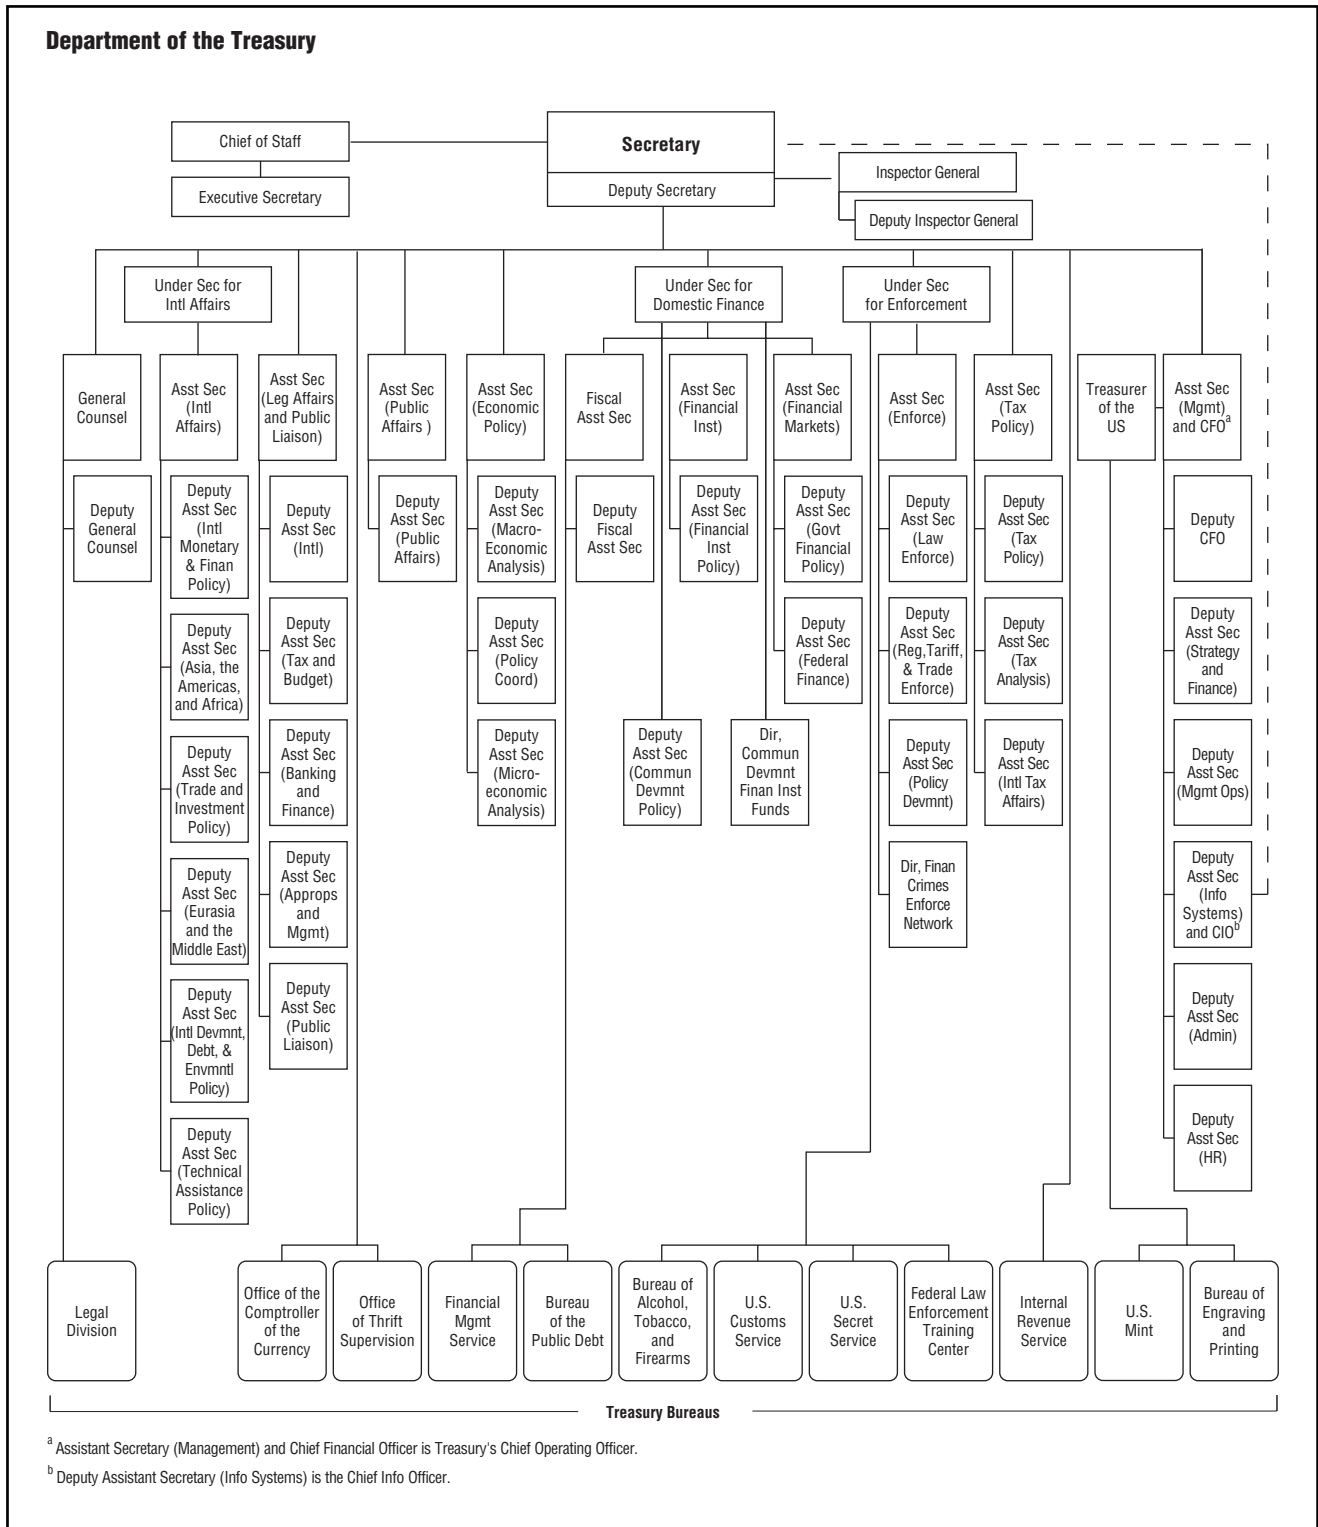 Department of the Treasury
Chief of Staff
Executive Secretary
Secretary
Deputy Secretary
Inspector General
Deputy Inspector General
Under Sec for
Intl Affairs
Under Sec for
Domestic Finance
Under Sec
for Enforcement
General
Counsel
Asst Sec
(Intl
Affairs)
Asst Sec
(Leg Affairs
and Public
Liaison)
Asst Sec
(Public
Affairs )
Asst Sec
(Economic
Policy)
Fiscal
Asst Sec
Asst Sec
(Financial
Inst)
Asst Sec
(Financial
Markets)
Asst Sec
(Enforce)
Asst Sec
(Tax
Policy)
Treasurer
of the
US
Asst Sec
(Mgmt)
and CFO^a
Deputy
General
Counsel
Deputy
Asst Sec
(Intl
Monetary
& Finan
Policy)
Deputy
Asst Sec
(Intl)
Deputy
Asst Sec
(Public
Affairs)
Deputy
Asst Sec
(Macro-
Economic
Analysis)
Deputy
Fiscal
Asst Sec
Deputy
Asst Sec
(Financial
Inst
Policy)
Deputy
Asst Sec
(Govt
Financial
Policy)
Deputy
Asst Sec
(Law
Enforce)
Deputy
Asst Sec
(Tax
Policy)
Deputy
CFO
Deputy
Asst Sec
(Asia, the
Americas,
and Africa)
Deputy
Asst Sec
(Tax and
Budget)
Deputy
Asst Sec
(Policy
Coord)
Deputy
Asst Sec
(Federal
Finance)
Deputy
Asst Sec
(Reg,Tariff,
& Trade
Enforce)
Deputy
Asst Sec
(Tax
Analysis)
Deputy
Asst Sec
(Strategy
and
Finance)
Deputy
Asst Sec
(Trade and
Investment
Policy)
Deputy
Asst Sec
(Banking
and
Finance)
Deputy
Asst Sec
(Micro-
economic
Analysis)
Deputy
Asst Sec
(Commun
Devmnt
Policy)
Dir,
Commun
Devmnt
Finan Inst
Funds
Deputy
Asst Sec
(Policy
Devmnt)
Deputy
Asst Sec
(Intl Tax
Affairs)
Deputy
Asst Sec
(Mgmt Ops)
Deputy
Asst Sec
(Eurasia
and the
Middle East)
Deputy
Asst Sec
(Approps
and
Mgmt)
Dir, Finan
Crimes
Enforce
Network
Deputy
Asst Sec
(Info
Systems)
and CIO^b
Deputy
Asst Sec
(Intl Devmnt,
Debt, &
Envmntl
Policy)
Deputy
Asst Sec
(Public
Liaison)
Deputy
Asst Sec
(Admin)
Deputy
Asst Sec
(Technical
Assistance
Policy)
Deputy
Asst Sec
(HR)
Legal
Division
Office of the
Comptroller
of the
Currency
Office
of Thrift
Supervision
Financial
Mgmt
Service
Bureau
of the
Public Debt
Bureau of
Alcohol,
Tobacco,
and
Firearms
U.S.
Customs
Service
U.S.
Secret
Service
Federal Law
Enforcement
Training
Center
Internal
Revenue
Service
U.S.
Mint
Bureau of
Engraving
and
Printing
Treasury Bureaus
^a Assistant Secretary (Management) and Chief Financial Officer is Treasury's Chief Operating Officer.
^b Deputy Assistant Secretary (Info Systems) is the Chief Info Officer.